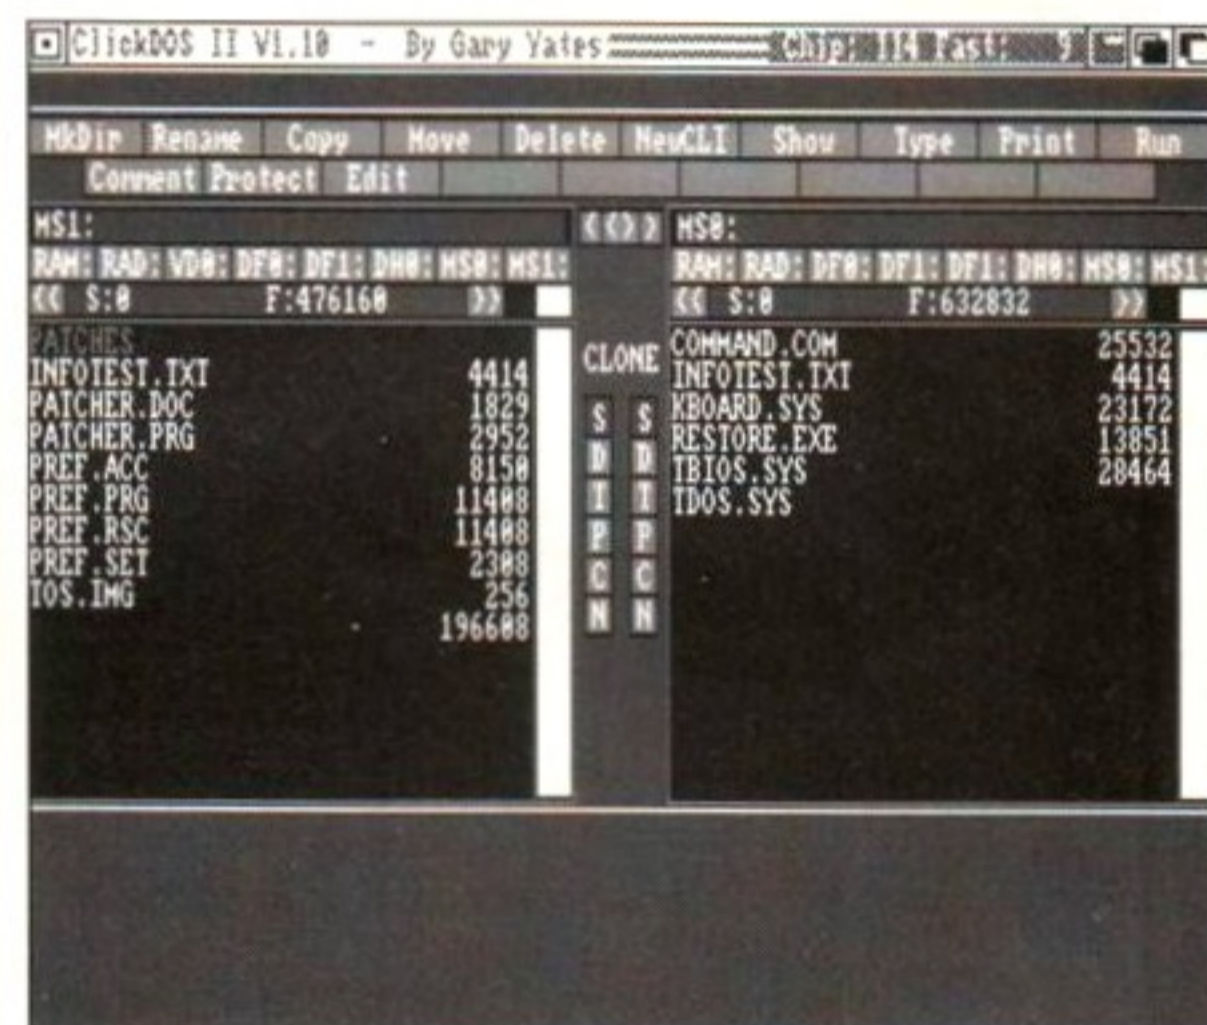 ClickDOS II V1.10 - By Gary Yates Chip: 114 Fast: 9
MkDir Rename Copy Move Delete NewCLI Show Type Print Run
Comment Protect Edit
MS1: <<>> MS0:
RAM: RAD: VD0: DF0: DF1: DH0: MS0: MS1: RAM: RAD: DF0: DF1: DF1: DH0: MS0: MS1:
<< S:0 F:476160 >> << S:0 F:632832 >>
PATCHES
INFOTEST.TXT 4414
PATCHER.DOC 1829
PATCHER.PRG 2952
PREF.ACC 8150
PREF.PRG 11408
PREF.RSC 11408
PREF.SET 2308
TOS.IMG 256
196608
CLONE
S S
D D
I I
P P
C C
N N
COMMAND.COM 25532
INFOTEST.TXT 4414
KBOARD.SYS 23172
RESTORE.EXE 13851
TBIOS.SYS 28464
TDOS.SYS